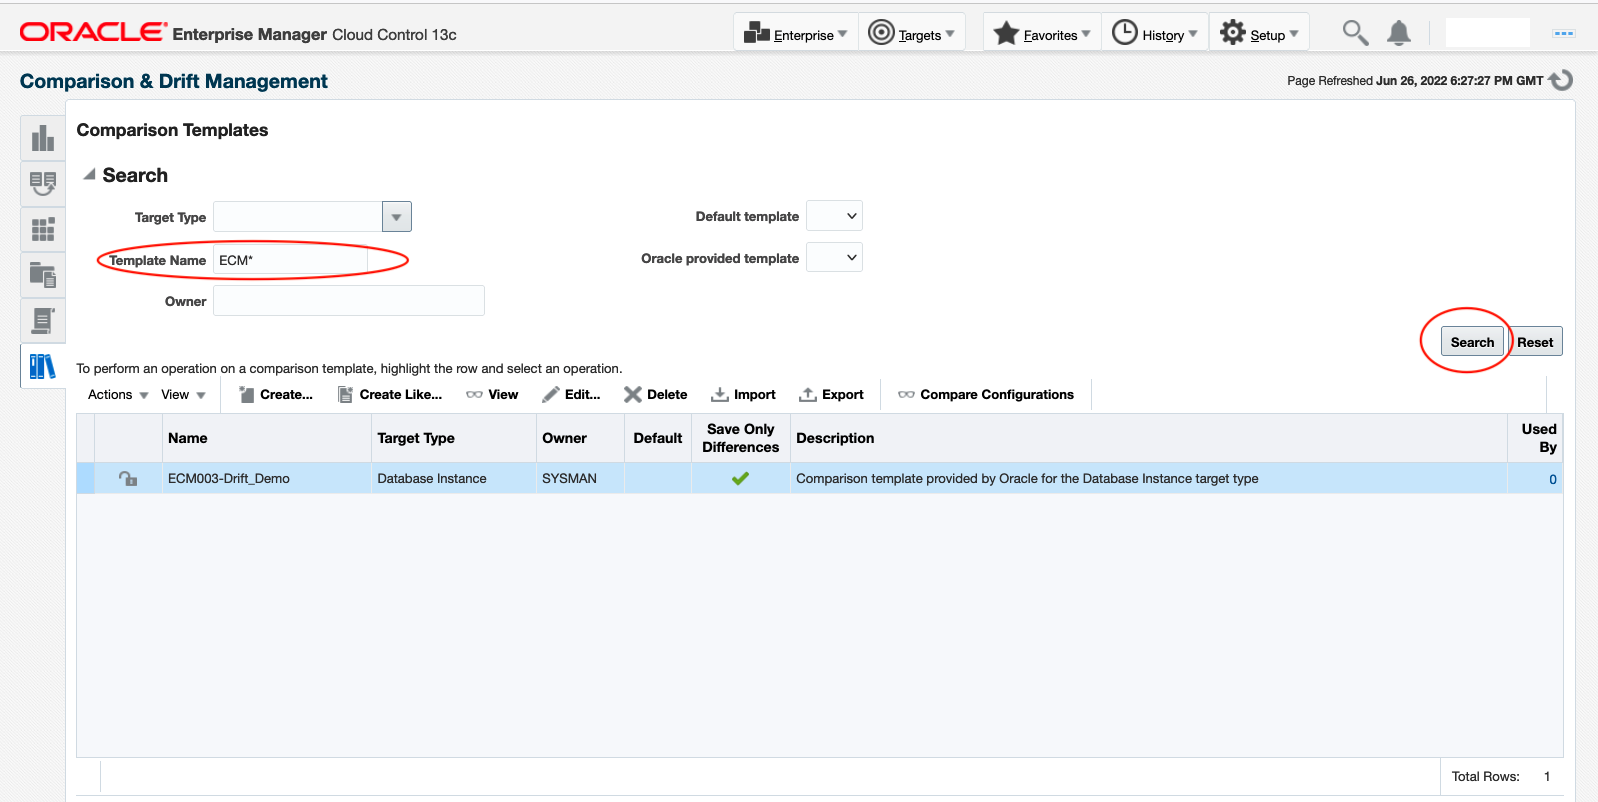 ORACLE Enterprise Manager Cloud Control 13c
Enterprise Targets Favorites History Setup
Comparison & Drift Management
Page Refreshed Jun 26, 2022 6:27:27 PM GMT
Comparison Templates
Search
Target Type
Default template
Template Name ECM*
Oracle provided template
Owner
Search Reset
To perform an operation on a comparison template, highlight the row and select an operation.
Actions View Create... Create Like... View Edit... Delete Import Export Compare Configurations
Name Target Type Owner Default Save Only Differences Description Used By
ECM003-Drift_Demo Database Instance SYSMAN Comparison template provided by Oracle for the Database Instance target type 0
Total Rows: 1